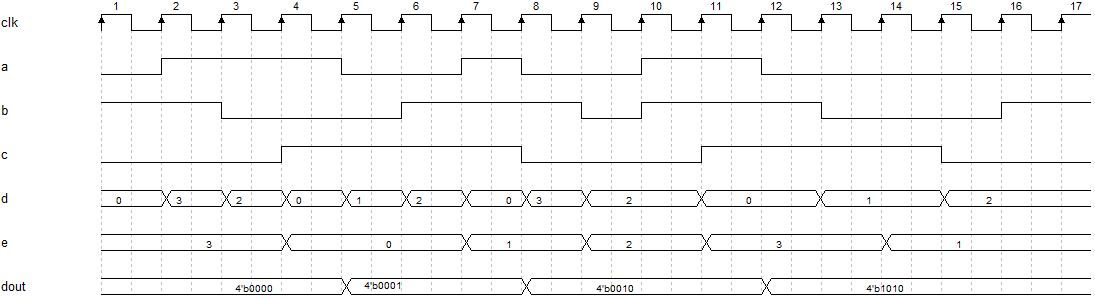 1 2 3 4 5 6 7 8 9 10 11 12 13 14 15 16 17
clk
a
b
c
d 0 3 2 0 1 2 0 3 2 0 1 2
e 3 0 1 2 3 1
dout 4'b0000 4'b0001 4'b0010 4'b1010